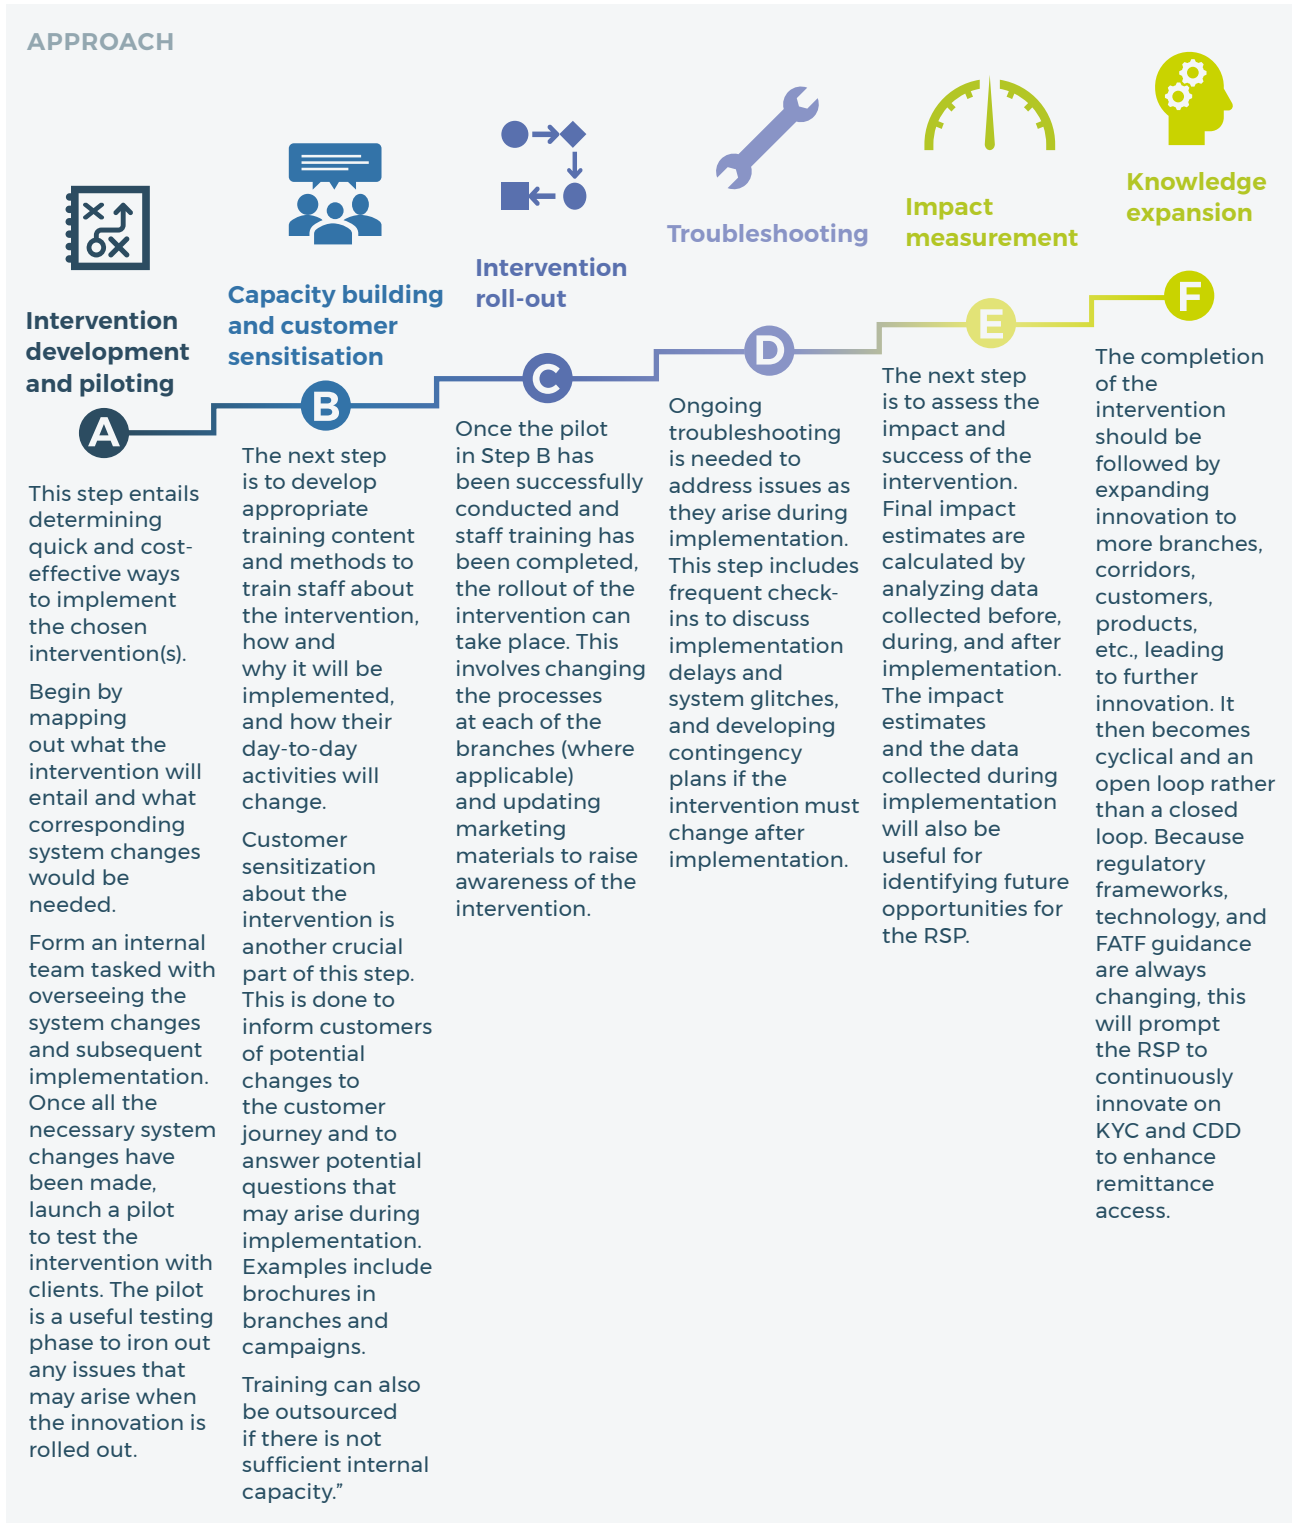 APPROACH
Intervention
development
and piloting
A
This step entails
determining
quick and cost-
effective ways
to implement
the chosen
intervention(s).
Begin by
mapping
out what the
intervention will
entail and what
corresponding
system changes
would be
needed.
Form an internal
team tasked with
overseeing the
system changes
and subsequent
implementation.
Once all the
necessary system
changes have
been made,
launch a pilot
to test the
intervention with
clients. The pilot
is a useful testing
phase to iron out
any issues that
may arise when
the innovation is
rolled out.
Capacity building
and customer
sensitisation
B
The next step
is to develop
appropriate
training content
and methods to
train staff about
the intervention,
how and
why it will be
implemented,
and how their
day-to-day
activities will
change.
Customer
sensitization
about the
intervention is
another crucial
part of this step.
This is done to
inform customers
of potential
changes to
the customer
journey and to
answer potential
questions that
may arise during
implementation.
Examples include
brochures in
branches and
campaigns.
Training can also
be outsourced
if there is not
sufficient internal
capacity.”
Intervention
roll-out
C
Once the pilot
in Step B has
been successfully
conducted and
staff training has
been completed,
the rollout of the
intervention can
take place. This
involves changing
the processes
at each of the
branches (where
applicable)
and updating
marketing
materials to raise
awareness of the
intervention.
Troubleshooting
D
Ongoing
troubleshooting
is needed to
address issues as
they arise during
implementation.
This step includes
frequent check-
ins to discuss
implementation
delays and
system glitches,
and developing
contingency
plans if the
intervention must
change after
implementation.
Impact
measurement
E
The next step
is to assess the
impact and
success of the
intervention.
Final impact
estimates are
calculated by
analyzing data
collected before,
during, and after
implementation.
The impact
estimates
and the data
collected during
implementation
will also be
useful for
identifying future
opportunities for
the RSP.
Knowledge
expansion
F
The completion
of the
intervention
should be
followed by
expanding
innovation to
more branches,
corridors,
customers,
products,
etc., leading
to further
innovation. It
then becomes
cyclical and an
open loop rather
than a closed
loop. Because
regulatory
frameworks,
technology, and
FATF guidance
are always
changing, this
will prompt
the RSP to
continuously
innovate on
KYC and CDD
to enhance
remittance
access.